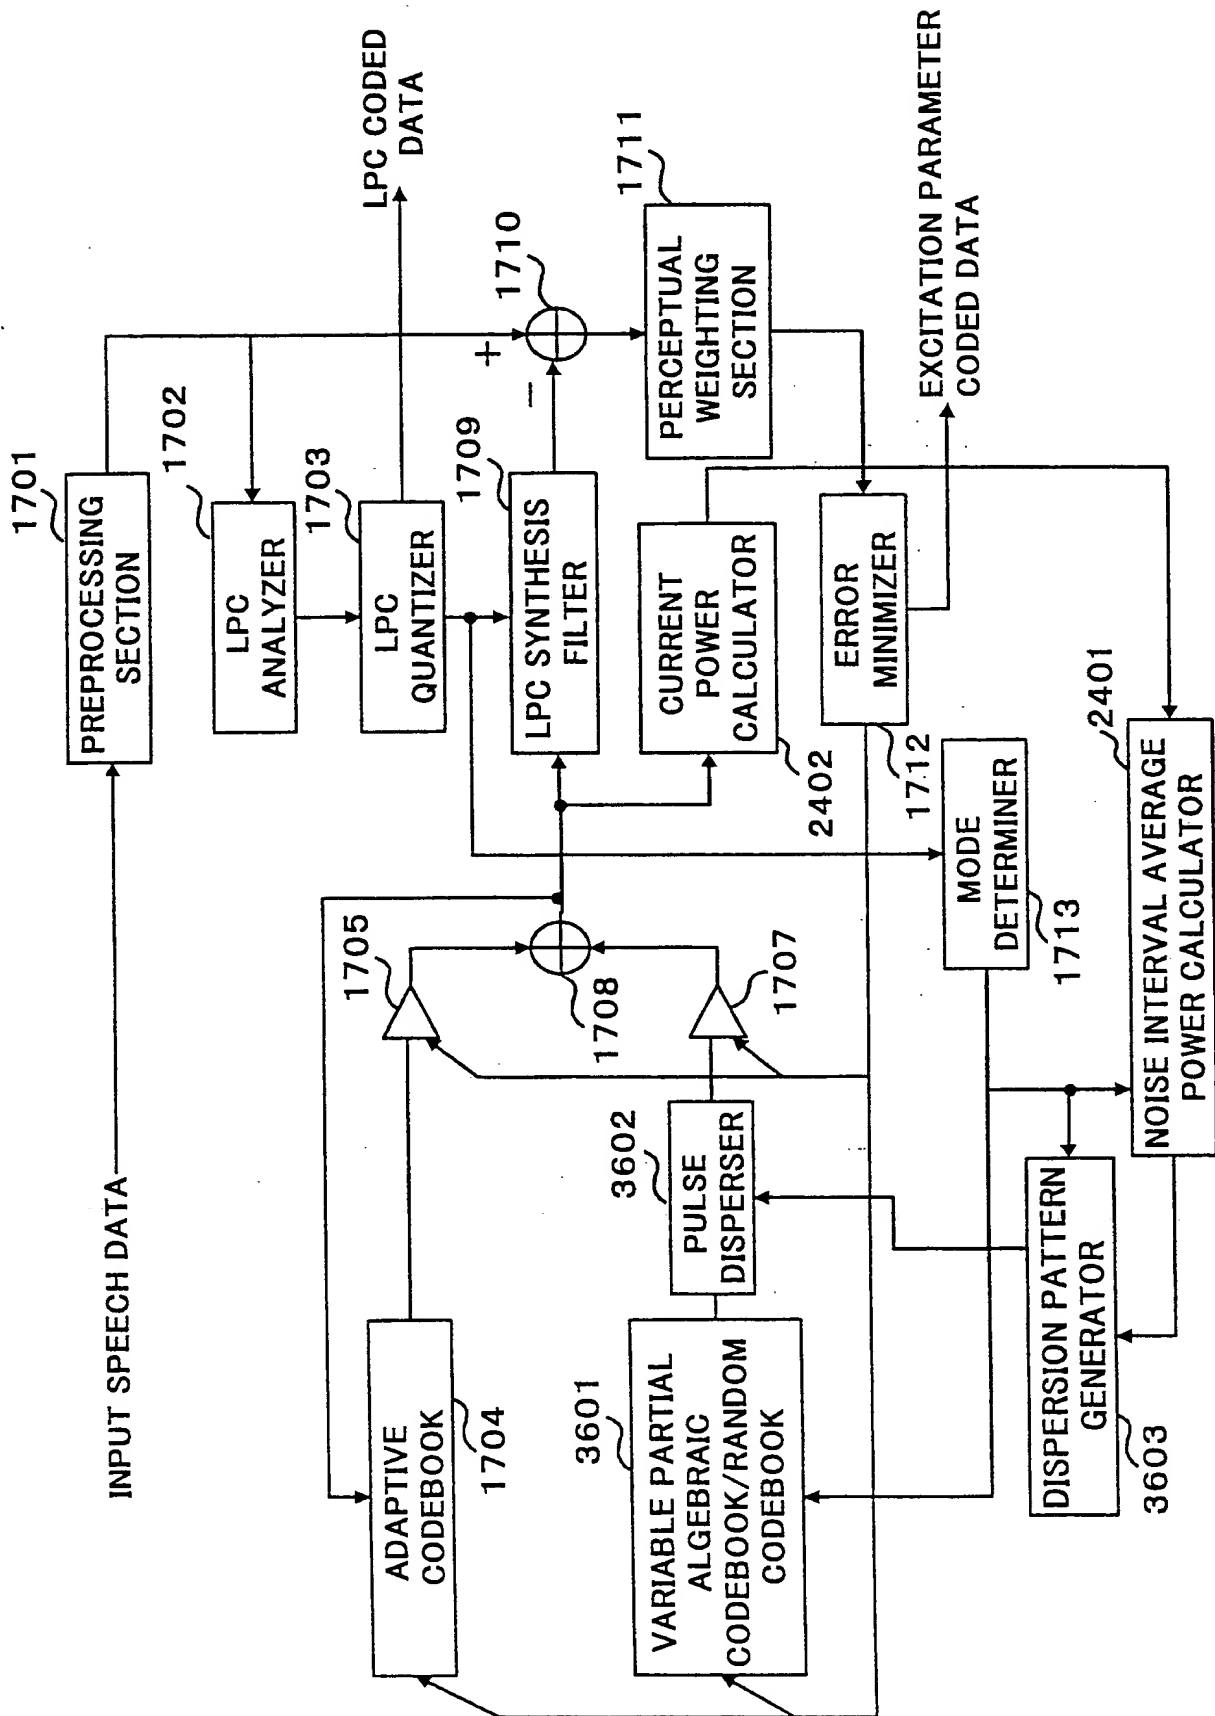 INPUT SPEECH DATA
1701
PREPROCESSING
SECTION
1702
LPC
ANALYZER
1703
LPC
QUANTIZER
LPC CODED
DATA
1704
ADAPTIVE
CODEBOOK
1705
1708
1709
LPC SYNTHESIS
FILTER
+
-
1710
3601
VARIABLE PARTIAL
ALGEBRAIC
CODEBOOK/RANDOM
CODEBOOK
3602
PULSE
DISPERSER
1707
2402
CURRENT
POWER
CALCULATOR
1711
PERCEPTUAL
WEIGHTING
SECTION
1712
ERROR
MINIMIZER
EXCITATION PARAMETER
CODED DATA
MODE
DETERMINER
1713
DISPERSION PATTERN
GENERATOR
3603
2401
NOISE INTERVAL AVERAGE
POWER CALCULATOR